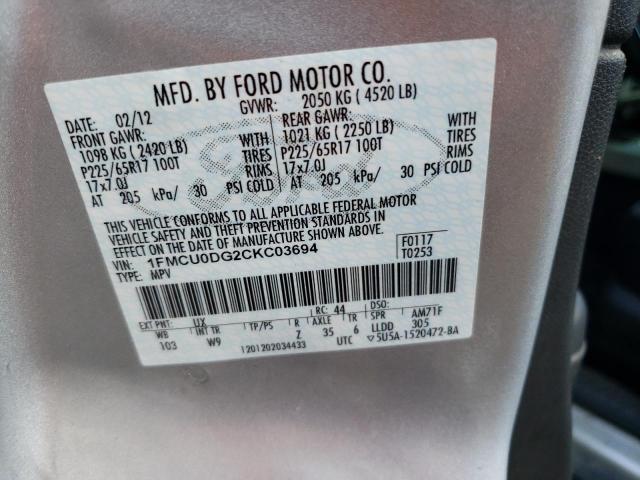 MFD. BY FORD MOTOR CO.
DATE: 02/12 GVWR: 2050 KG ( 4520 LB)
FRONT GAWR: REAR GAWR:
1098 KG ( 2420 LB) WITH 1021 KG ( 2250 LB) WITH
P225/65R17 100T TIRES P225/65R17 100T TIRES
17x7.0J RIMS 17x7.0J RIMS
AT 205 kPa/ 30 PSI COLD AT 205 kPa/ 30 PSI COLD
THIS VEHICLE CONFORMS TO ALL APPLICABLE FEDERAL MOTOR
VEHICLE SAFETY AND THEFT PREVENTION STANDARDS IN
EFFECT ON THE DATE OF MANUFACTURE SHOWN ABOVE.
VIN: 1FMCU0DG2CKC03694 F0117
TYPE: MPV T0253
EXT PNT: UX RC: 44 DSO:
WB INT TR TP/PS R AXLE TR SPR AM71F
103 W9 Z 35 6 LLDD 305
1201202034433 UTC ▽5U5A-1520472-BA
Ford